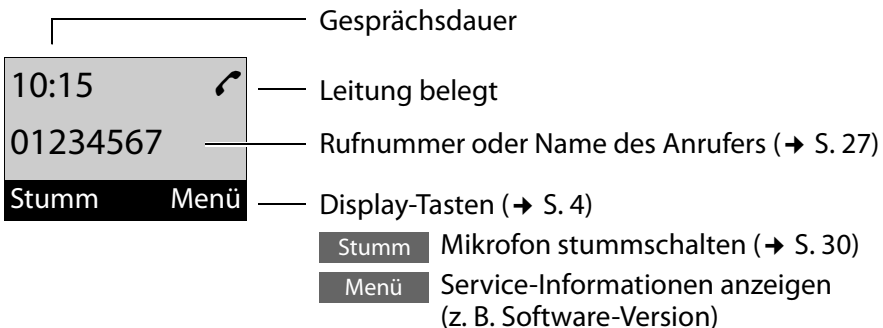 Gesprächsdauer
10:15
Leitung belegt
01234567
Rufnummer oder Name des Anrufers (➔ S. 27)
Stumm Menü
Display-Tasten (➔ S. 4)
Stumm Mikrofon stummschalten (➔ S. 30)
Menü Service-Informationen anzeigen
(z. B. Software-Version)